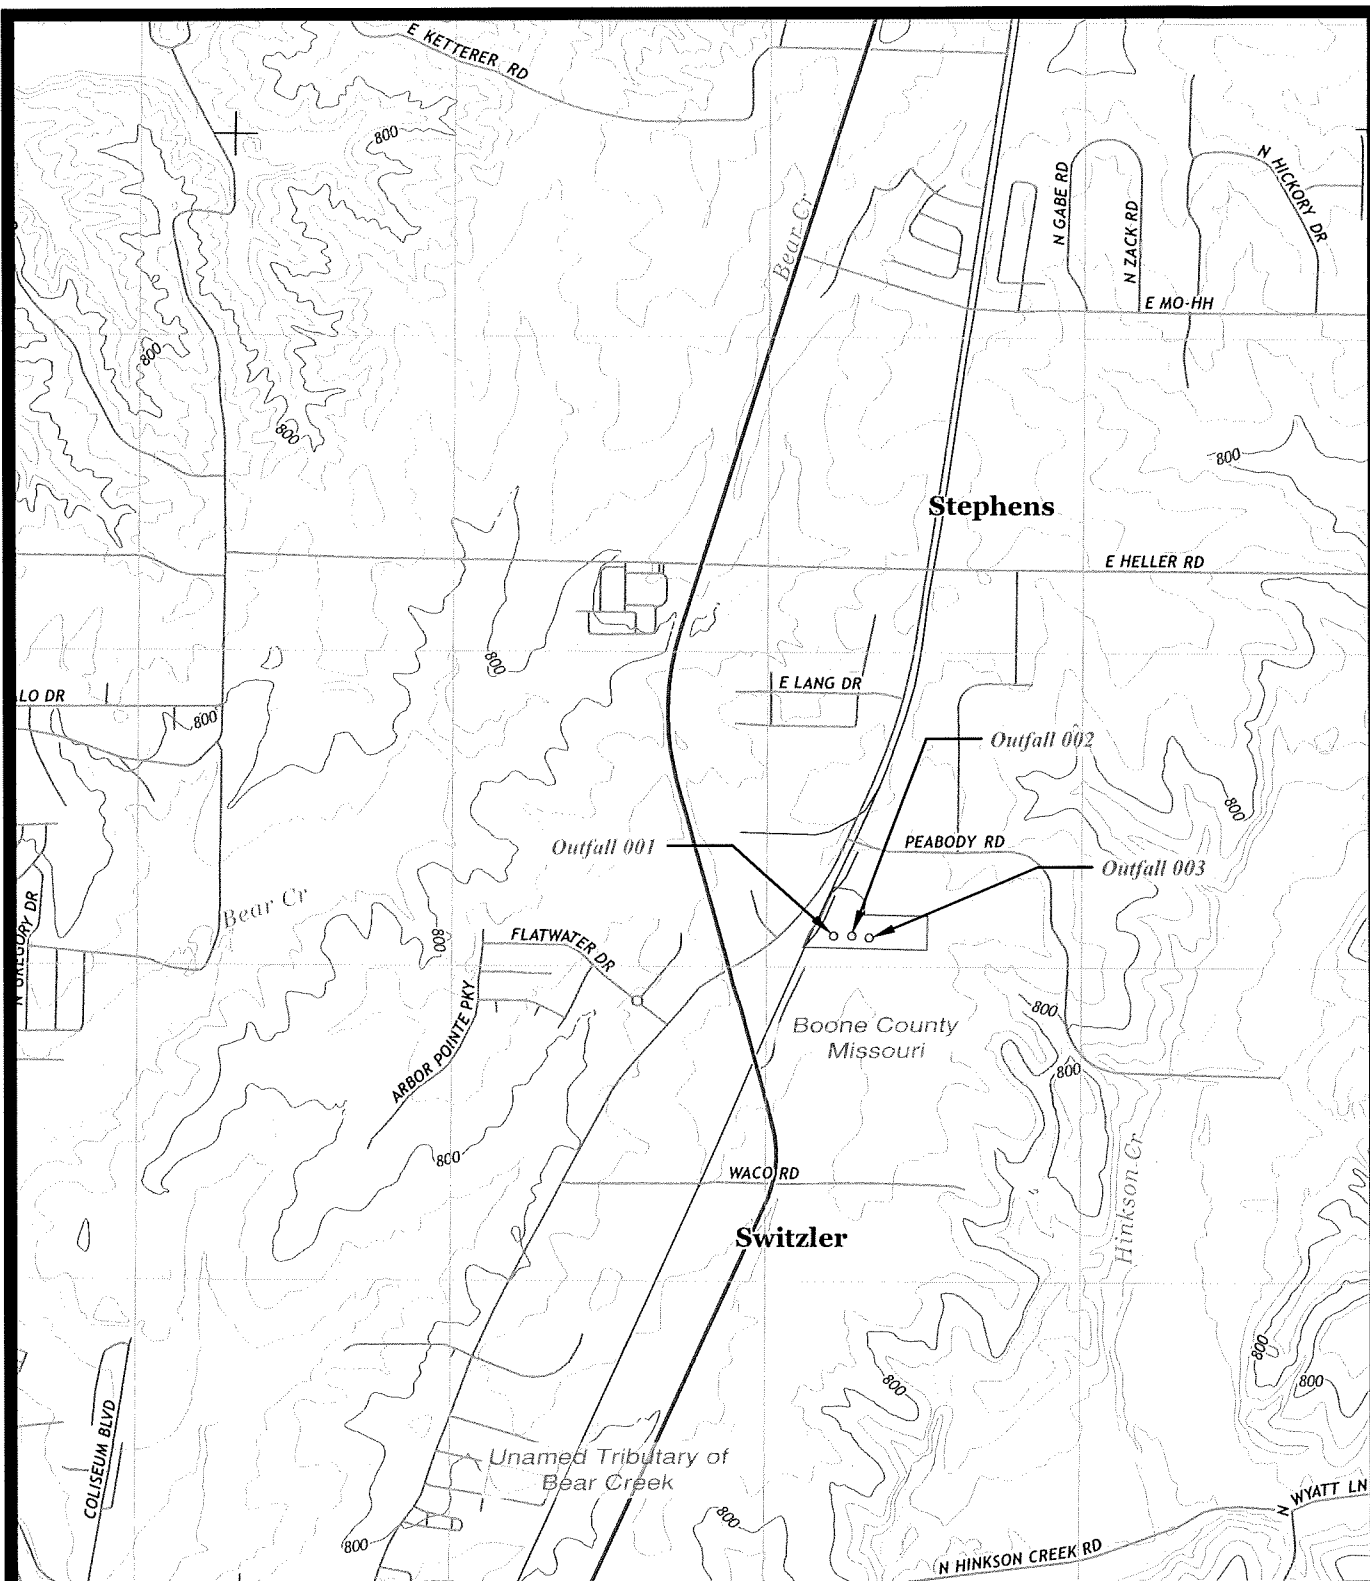 E KETTERER RD
800
Bear Cr
N GABE RD
N ZACK RD
N HICKORY DR
E MO-HH
800
800
800
Stephens
E HELLER RD
800
E LANG DR
ALO DR
800
Outfall 002
800
Outfall 001
PEABODY RD
Outfall 003
Bear Cr
N GREGORY DR
800
FLATWATER DR
ARBOR POINTE PKY
800
Boone County
Missouri
800
800
WACO RD
Hinkson Cr
Switzler
800
800
800
COLISEUM BLVD
Unamed Tributary of
Bear Creek
800
800
N WYATT LN
N HINKSON CREEK RD